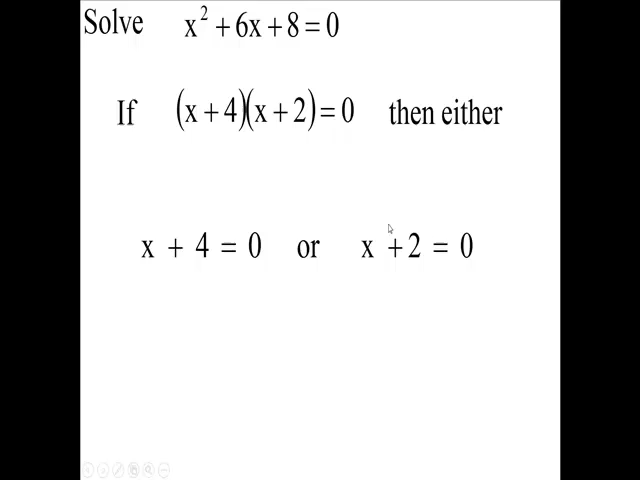 Solve x² + 6x + 8 = 0
If (x + 4)(x + 2) = 0 then either
x + 4 = 0 or x + 2 = 0